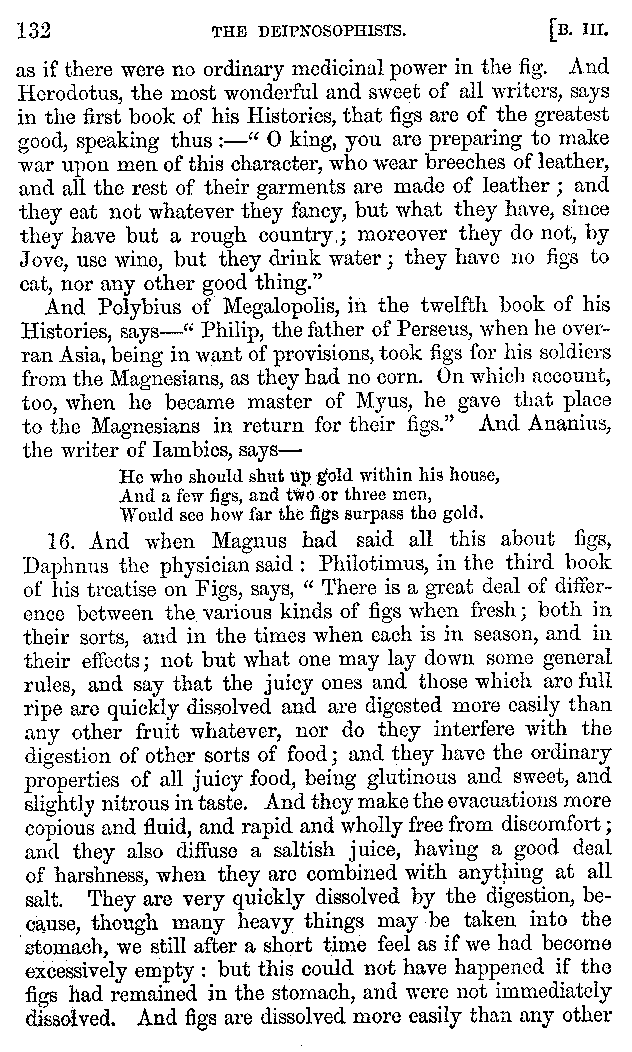 132 THE DEIPNOSOPHISTS. [B. III.
as if there were no ordinary medicinal power in the fig. And
Herodotus, the most wonderful and sweet of all writers, says
in the first book of his Histories, that figs are of the greatest
good, speaking thus :—“ O king, you are preparing to make
war upon men of this character, who wear breeches of leather,
and all the rest of their garments are made of leather ; and
they eat not whatever they fancy, but what they have, since
they have but a rough country ; moreover they do not, by
Jove, use wine, but they drink water ; they have no figs to
eat, nor any other good thing.”
And Polybius of Megalopolis, in the twelfth book of his
Histories, says—“ Philip, the father of Perseus, when he over-
ran Asia, being in want of provisions, took figs for his soldiers
from the Magnesians, as they had no corn. On which account,
too, when he became master of Myus, he gave that place
to the Magnesians in return for their figs.” And Ananius,
the writer of Iambics, says—
He who should shut up gold within his house,
And a few figs, and two or three men,
Would see how far the figs surpass the gold.
16. And when Magnus had said all this about figs,
Daphnus the physician said : Philotimus, in the third book
of his treatise on Figs, says, “ There is a great deal of differ-
ence between the various kinds of figs when fresh ; both in
their sorts, and in the times when each is in season, and in
their effects ; not but what one may lay down some general
rules, and say that the juicy ones and those which are full
ripe are quickly dissolved and are digested more easily than
any other fruit whatever, nor do they interfere with the
digestion of other sorts of food ; and they have the ordinary
properties of all juicy food, being glutinous and sweet, and
slightly nitrous in taste. And they make the evacuations more
copious and fluid, and rapid and wholly free from discomfort ;
and they also diffuse a saltish juice, having a good deal
of harshness, when they are combined with anything at all
salt. They are very quickly dissolved by the digestion, be-
cause, though many heavy things may be taken into the
stomach, we still after a short time feel as if we had become
excessively empty : but this could not have happened if the
figs had remained in the stomach, and were not immediately
dissolved. And figs are dissolved more easily than any other